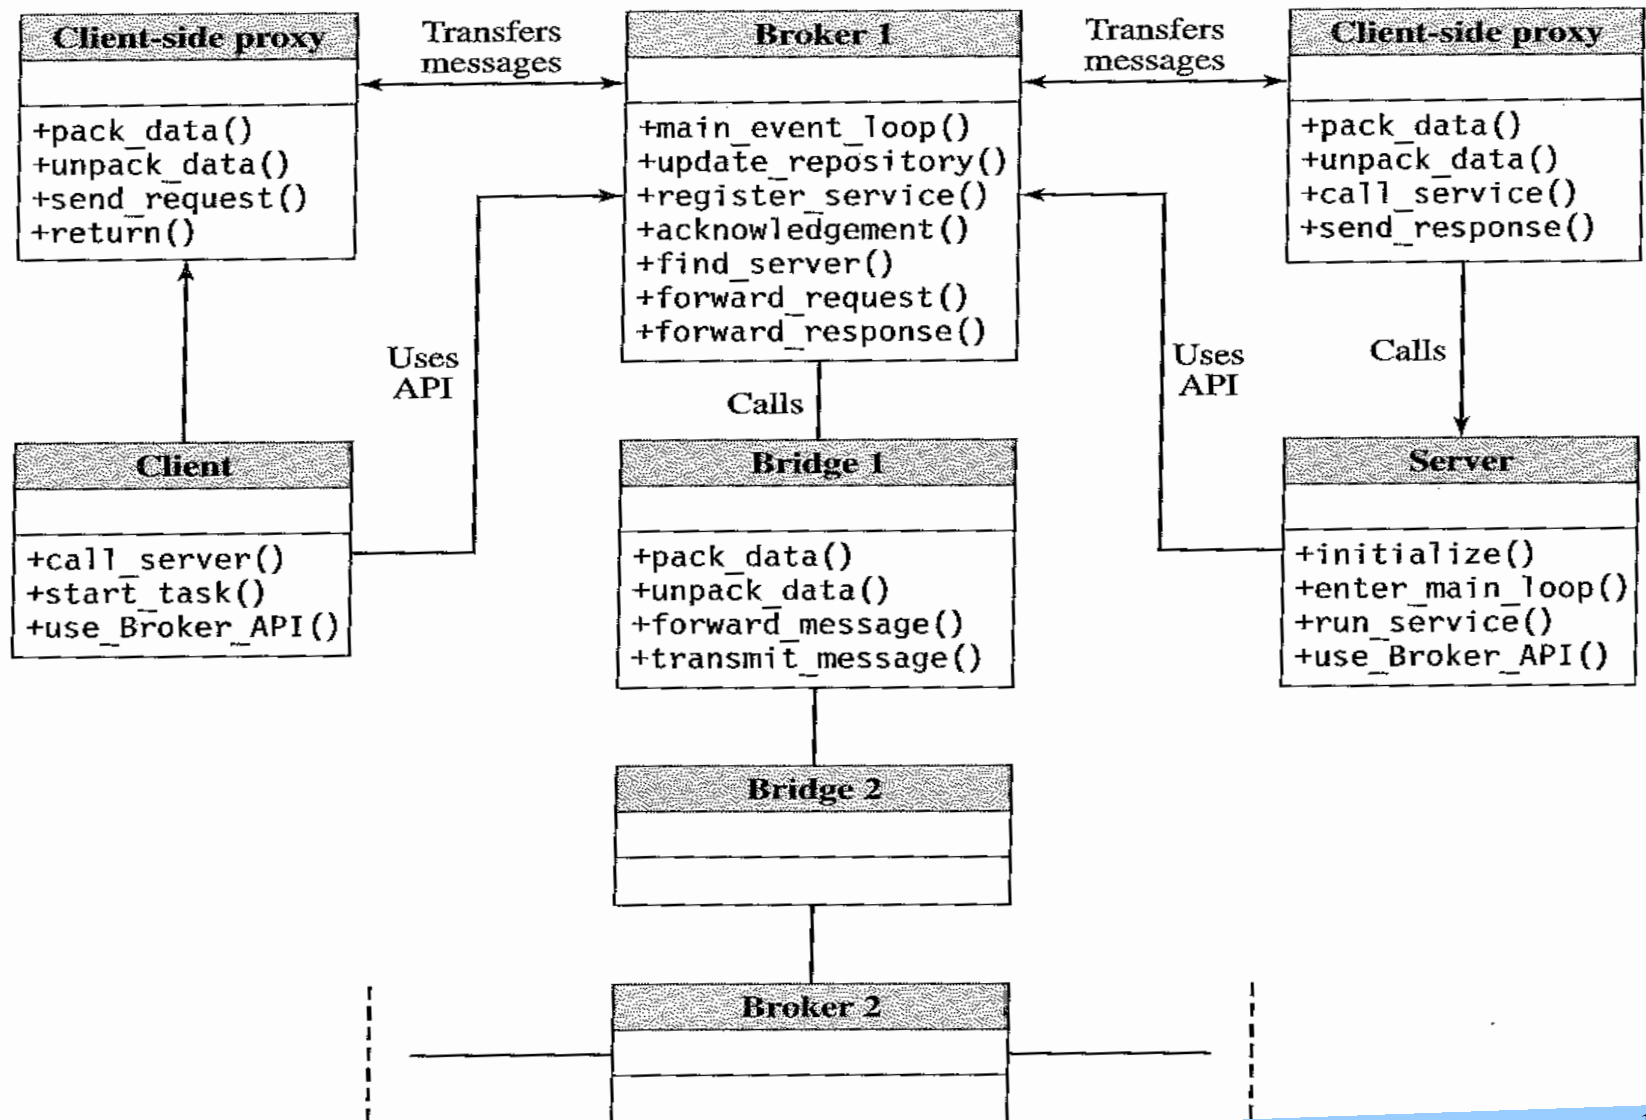 Client-side proxy
+pack_data()
+unpack_data()
+send_request()
+return()
Transfers
messages
Broker 1
+main_event_loop()
+update_repository()
+register_service()
+acknowledgement()
+find_server()
+forward_request()
+forward_response()
Transfers
messages
Client-side proxy
+pack_data()
+unpack_data()
+call_service()
+send_response()
Uses
API
Calls
Uses
API
Calls
Client
+call_server()
+start_task()
+use_Broker_API()
Bridge 1
+pack_data()
+unpack_data()
+forward_message()
+transmit_message()
Server
+initialize()
+enter_main_loop()
+run_service()
+use_Broker_API()
Bridge 2
Broker 2